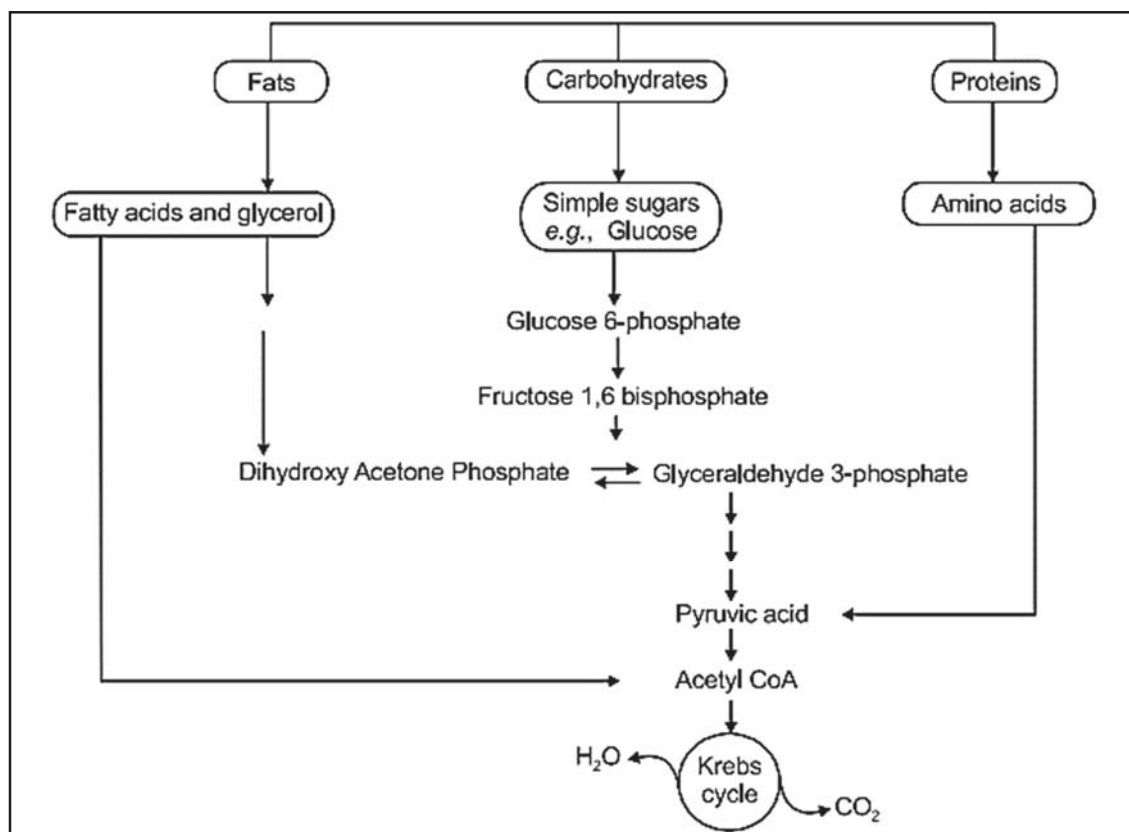 Fats
Carbohydrates
Proteins
Fatty acids and glycerol
Simple sugars
e.g., Glucose
Amino acids
Glucose 6-phosphate
Fructose 1,6 bisphosphate
Dihydroxy Acetone Phosphate
Glyceraldehyde 3-phosphate
Pyruvic acid
Acetyl CoA
H₂O
Krebs
cycle
CO₂